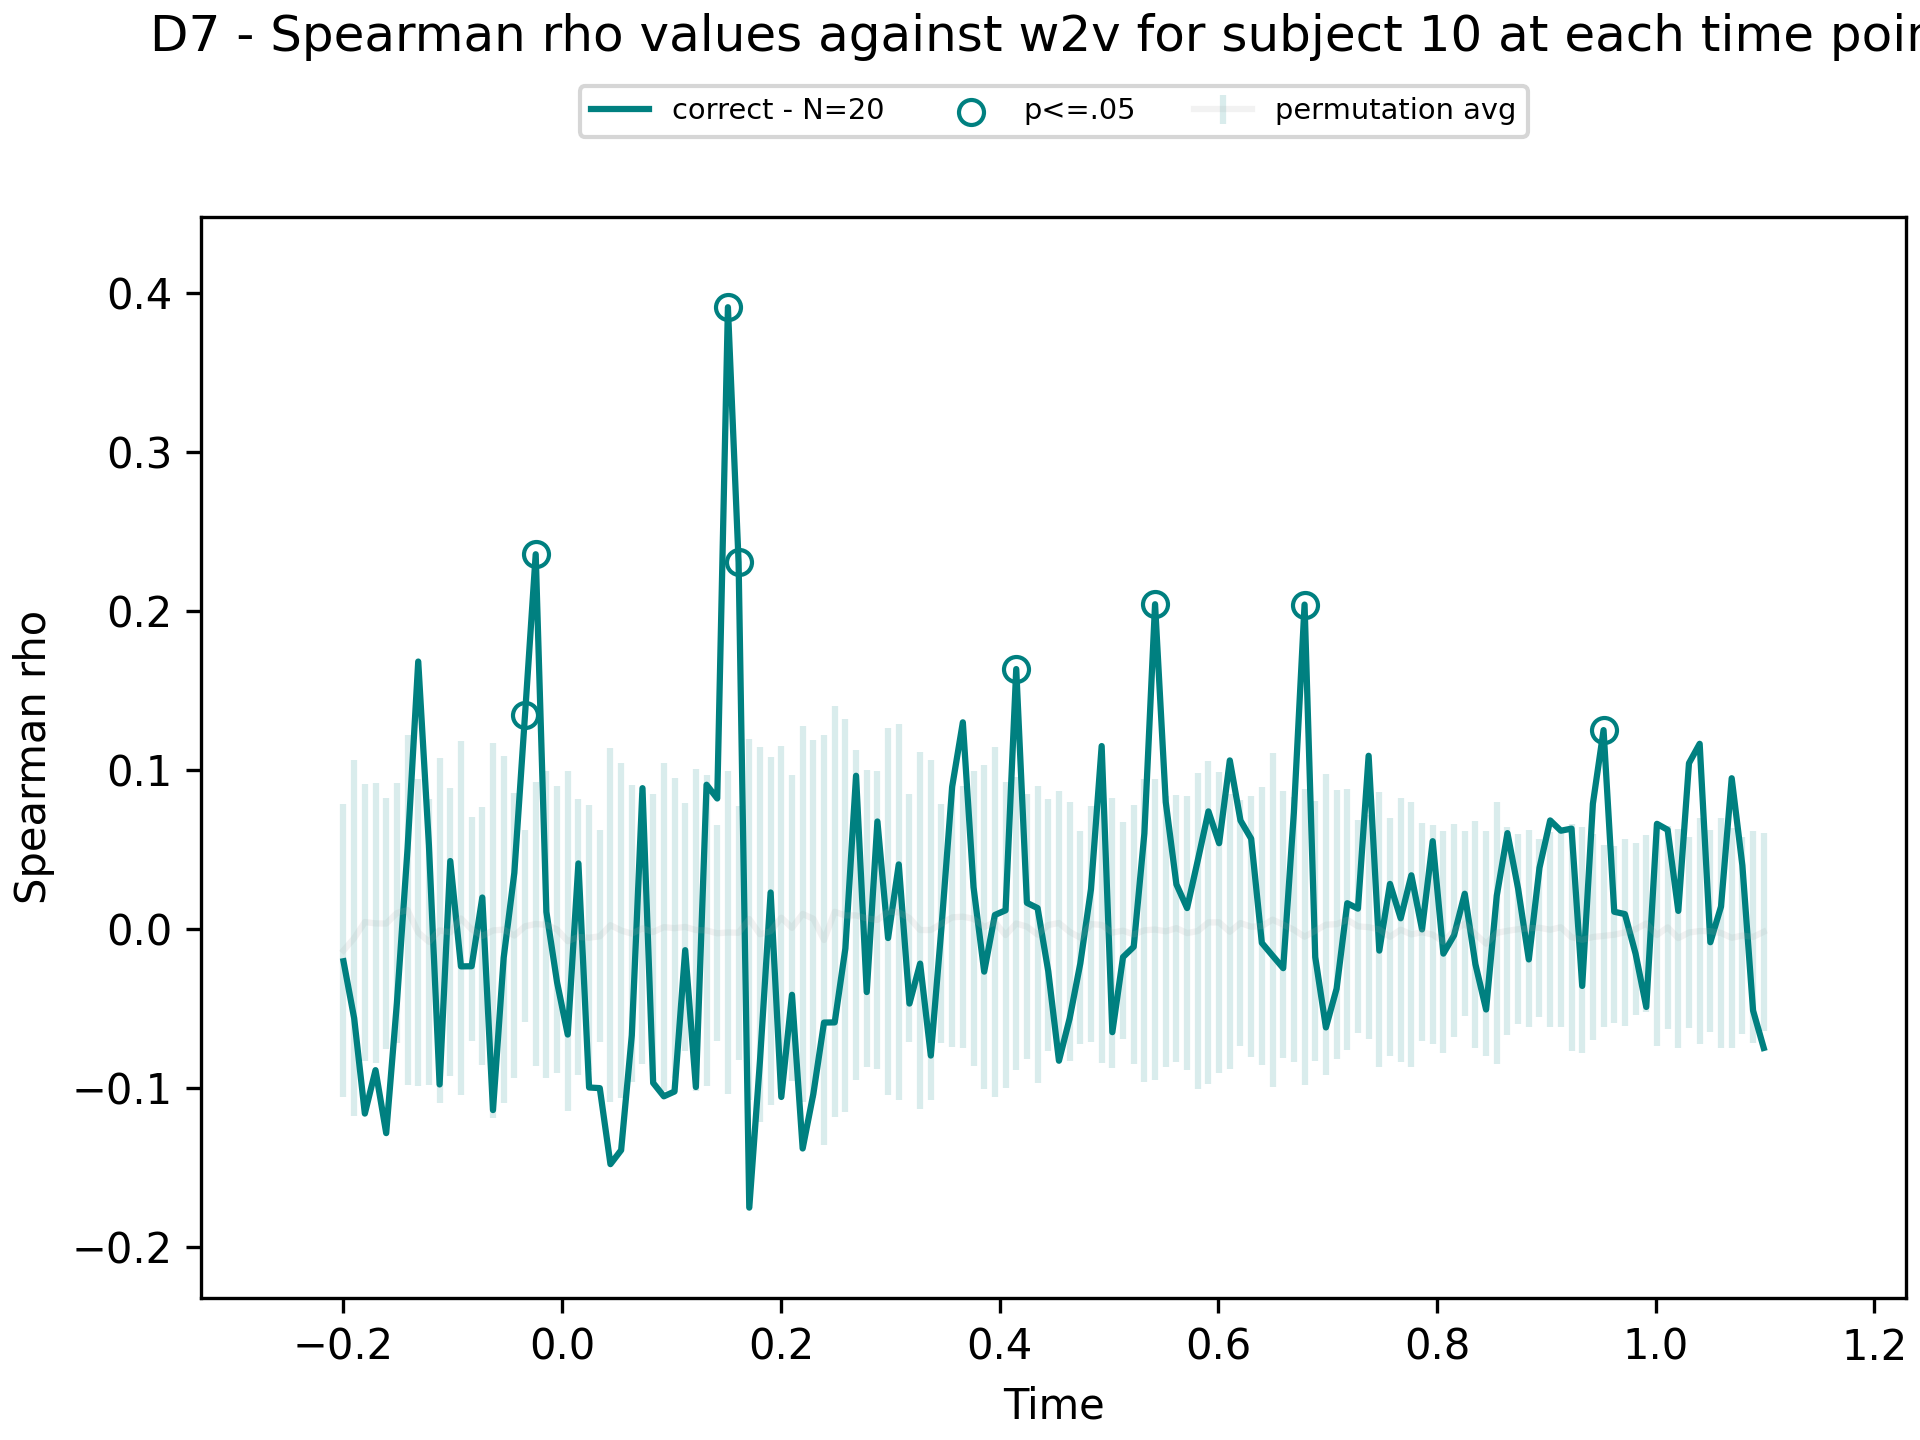 D7 - Spearman rho values against w2v for subject 10 at each time
correct - N=20 p<=.05 permutation avg
Spearman rho
0.4
0.3
0.2
0.1
0.0
−0.1
−0.2
−0.2 0.0 0.2 0.4 0.6 0.8 1.0 1.2
Time